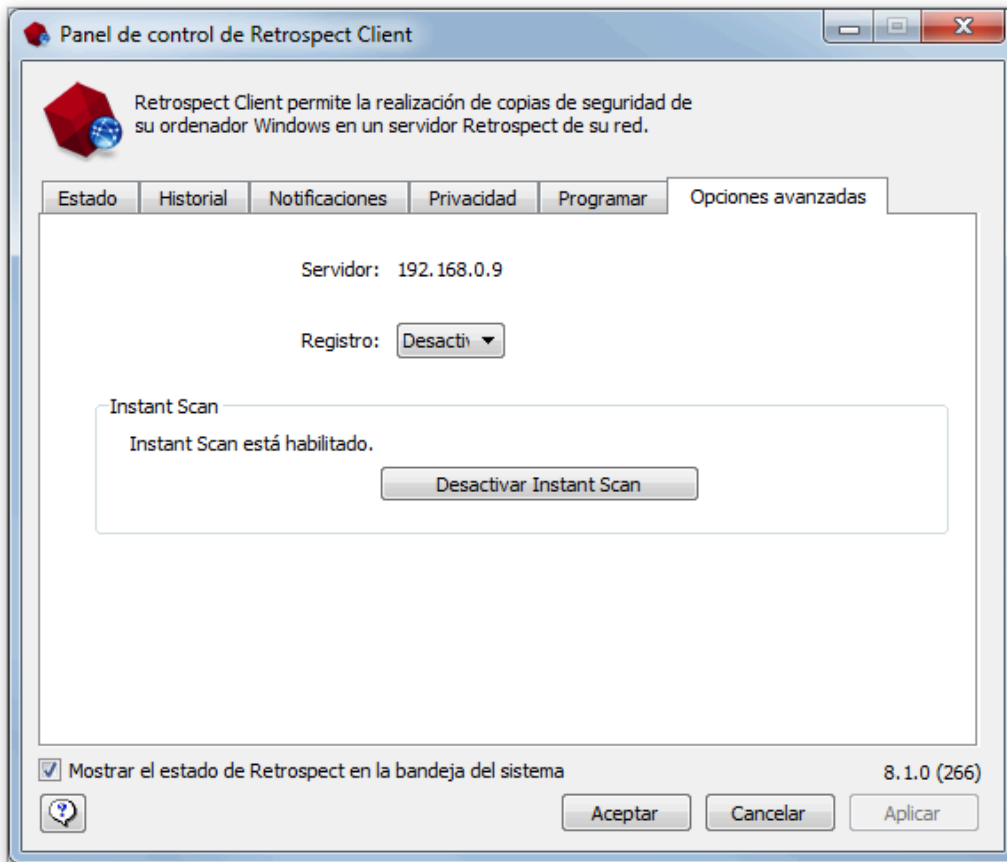 Panel de control de Retrospect Client
Retrospect Client permite la realización de copias de seguridad de
su ordenador Windows en un servidor Retrospect de su red.
Estado Historial Notificaciones Privacidad Programar Opciones avanzadas
Servidor: 192.168.0.9
Registro: Desactiv
Instant Scan
Instant Scan está habilitado.
Desactivar Instant Scan
Mostrar el estado de Retrospect en la bandeja del sistema
8.1.0 (266)
Aceptar Cancelar Aplicar